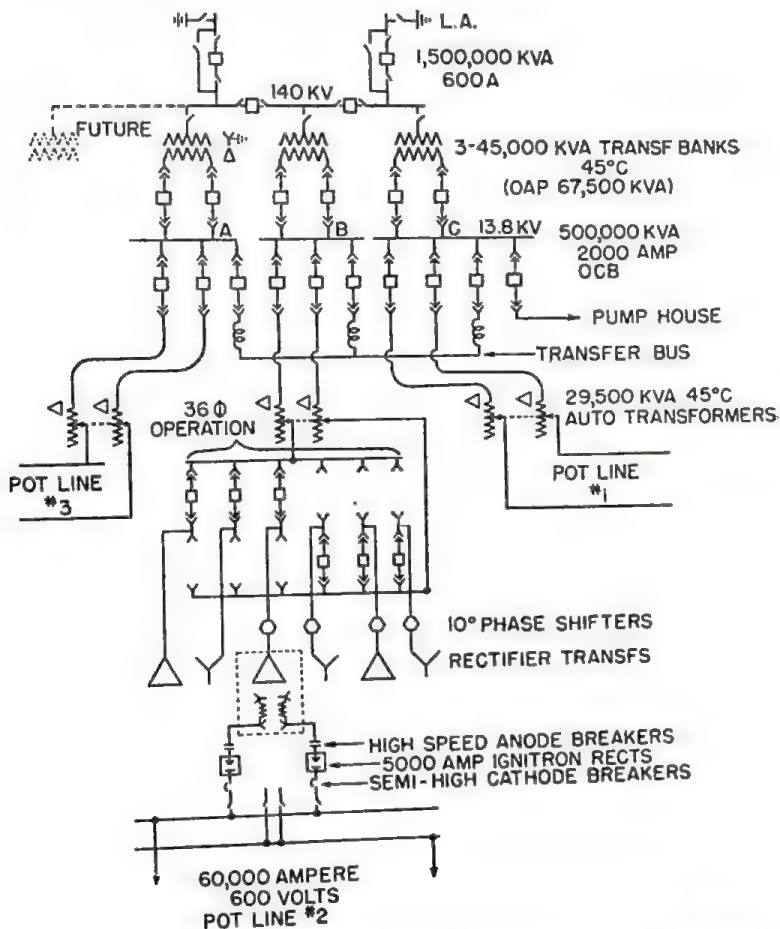 L.A.
1,500,000 KVA
600 A
140 KV
FUTURE
3-45,000 KVA TRANSF BANKS
45°C
(OAP 67,500 KVA)
A
B
C
13.8 KV
500,000 KVA
2000 AMP
OCB
PUMP HOUSE
TRANSFER BUS
36 Φ
OPERATION
29,500 KVA 45°C
AUTO TRANSFORMERS
POT LINE
#3
POT LINE
#1
10° PHASE SHIFTERS
RECTIFIER TRANSFS
HIGH SPEED ANODE BREAKERS
5000 AMP IGNITRON RECTS
SEMI-HIGH CATHODE BREAKERS
60,000 AMPERE
600 VOLTS
POT LINE #2